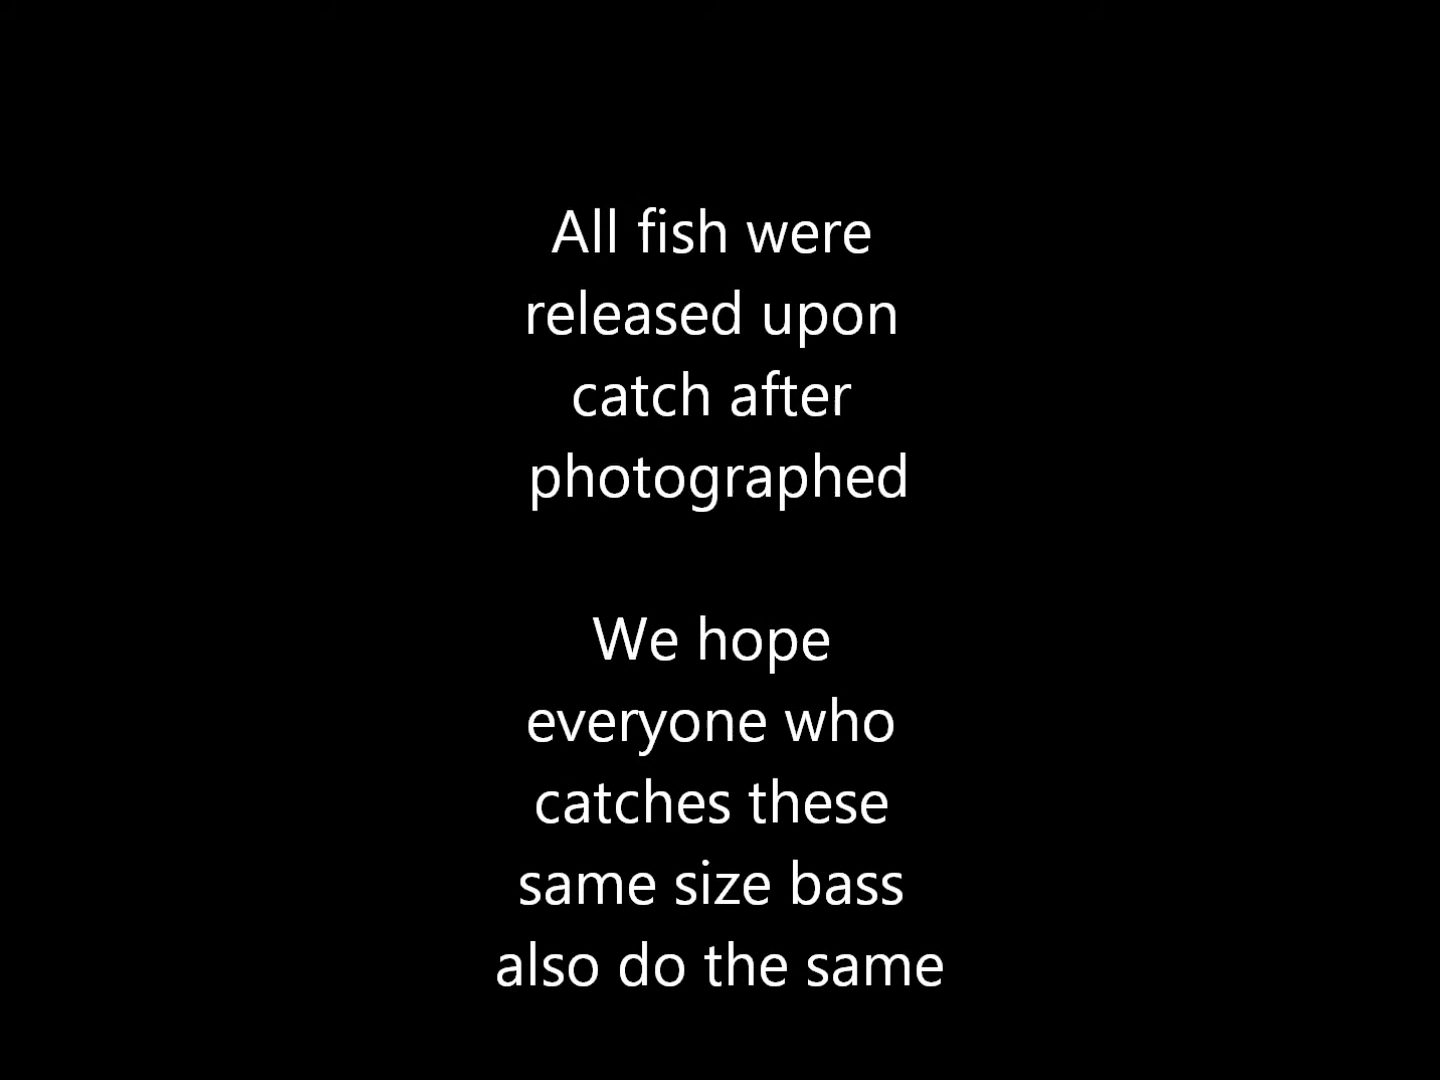 All fish were
released upon
catch after
photographed
We hope
everyone who
catches these
same size bass
also do the same